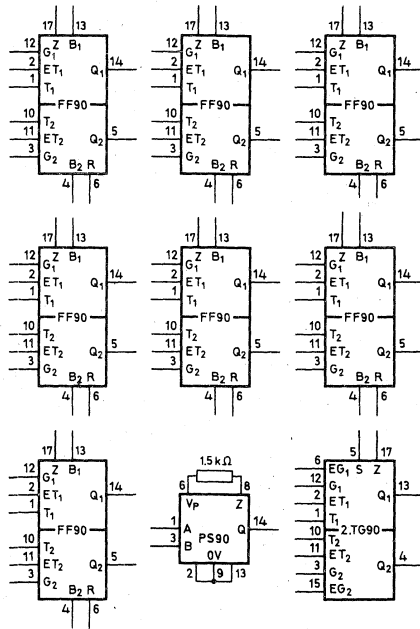 17 13 17 13 17 13
12 G1 Z B1 12 G1 Z B1 12 G1 Z B1
2 ET1 Q1 14 2 ET1 Q1 14 2 ET1 Q1 14
1 T1 1 T1 1 T1
FF90 FF90 FF90
10 T2 10 T2 10 T2
11 ET2 Q2 5 11 ET2 Q2 5 11 ET2 Q2 5
3 G2 3 G2 3 G2
B2 R B2 R B2 R
4 6 4 6 4 6
17 13 17 13 17 13
12 G1 Z B1 12 G1 Z B1 12 G1 Z B1
2 ET1 Q1 14 2 ET1 Q1 14 2 ET1 Q1 14
1 T1 1 T1 1 T1
FF90 FF90 FF90
10 T2 10 T2 10 T2
11 ET2 Q2 5 11 ET2 Q2 5 11 ET2 Q2 5
3 G2 3 G2 3 G2
B2 R B2 R B2 R
4 6 4 6 4 6
17 13
12 G1 Z B1
2 ET1 Q1 14
1 T1
FF90
10 T2
11 ET2 Q2 5
3 G2
B2 R
4 6
1.5 kΩ
6 8
VP Z
1 A Q 14
PS90
3 B
0V
2 9 13
5 17
6 EG1 S Z
12 G1
2 ET1 Q1 13
1 T1
2.TG90
10 T2
11 ET2
3 G2 Q2 4
15 EG2